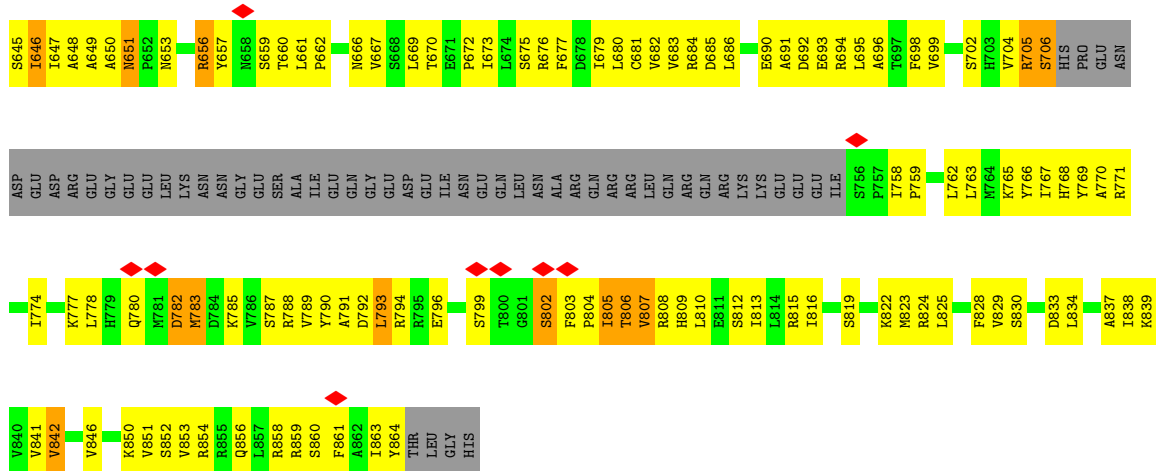 S645 I646 I647 A648 A649 A650 N651 P652 N653 R656 Y657 N658 S659 T660 L661 P662 N666 V667 S668 L669 T670 E671 P672 I673 L674 S675 R676 F677 D678 I679 L680 C681 V682 V683 R684 D685 L686 E690 A691 D692 E693 R694 L695 A696 T697 F698 V699 S702 H703 V704 R705 S706 HIS PRO GLU ASN
ASP GLU ASP ARG GLU GLY GLU GLU LEU LYS ASN ASN GLY GLU SER ALA ILE GLU GLN GLY GLU ASP GLU ILE ASN GLU GLN LEU ASN ALA ARG GLN ARG ARG LEU GLN ARG GLN ARG LYS LYS GLU GLU GLU ILE S756 P757 I758 P759 L762 L763 M764 K765 Y766 I767 H768 Y769 A770 R771
I774 K777 L778 H779 Q780 M781 D782 M783 D784 K785 V786 S787 R788 V789 Y790 A791 D792 L793 R794 R795 E796 S799 T800 G801 S802 F803 P804 I805 T806 V807 R808 H809 L810 E811 S812 I813 L814 R815 I816 S819 K822 M823 R824 L825 F828 V829 S830 D833 L834 A837 I838 K839
V840 V841 V842 V846 K850 V851 S852 V853 R854 R855 Q856 L857 R858 R859 S860 F861 A862 I863 Y864 THR LEU GLY HIS